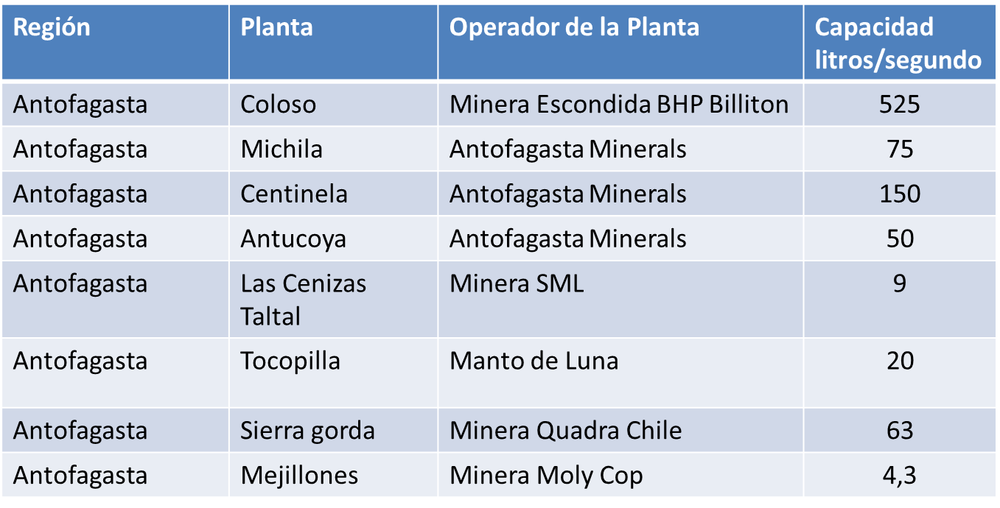 Región Planta Operador de la Planta Capacidad
litros/segundo
Antofagasta Coloso Minera Escondida BHP Billiton 525
Antofagasta Michila Antofagasta Minerals 75
Antofagasta Centinela Antofagasta Minerals 150
Antofagasta Antucoya Antofagasta Minerals 50
Antofagasta Las Cenizas Minera SML 9
Taltal
Antofagasta Tocopilla Manto de Luna 20
Antofagasta Sierra gorda Minera Quadra Chile 63
Antofagasta Mejillones Minera Moly Cop 4,3